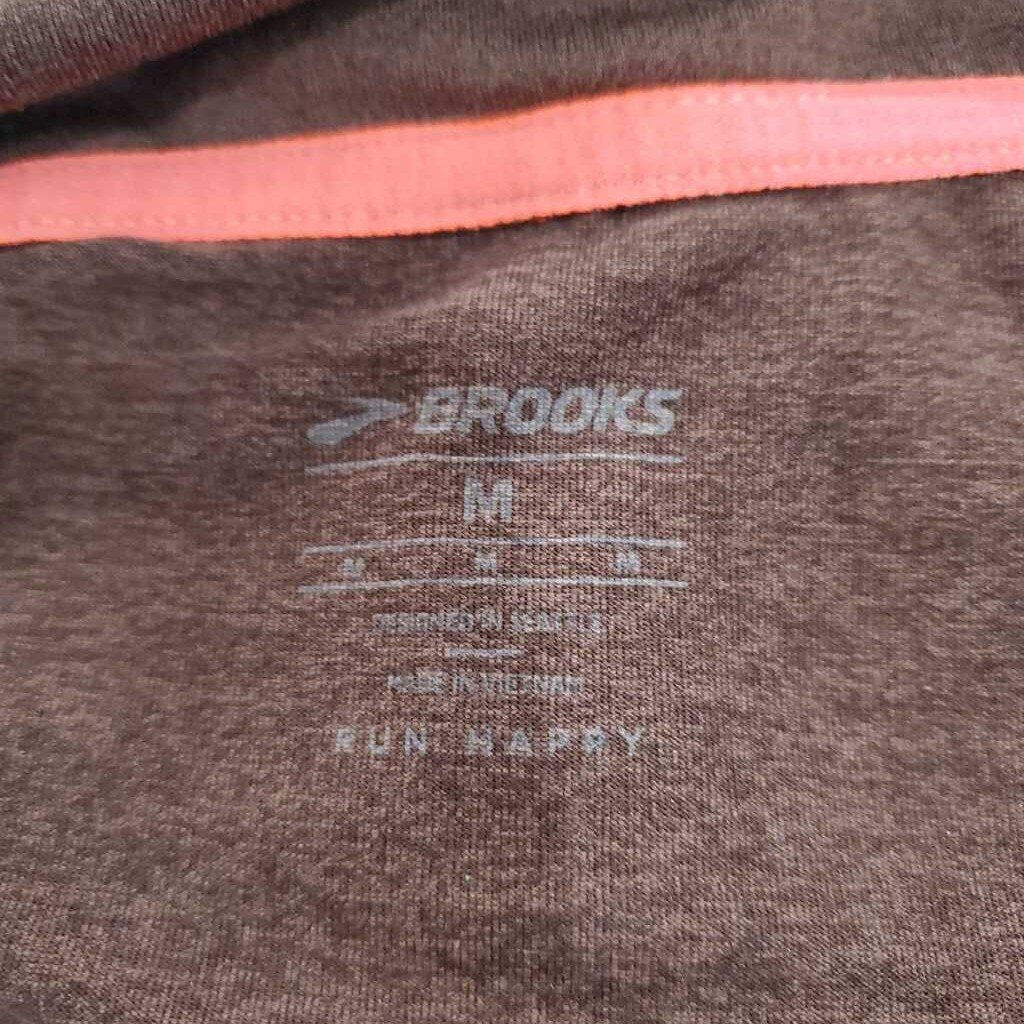 BROOKS
M
M M M
DESIGNED IN SEATTLE
MADE IN VIETNAM
RUN HAPPY